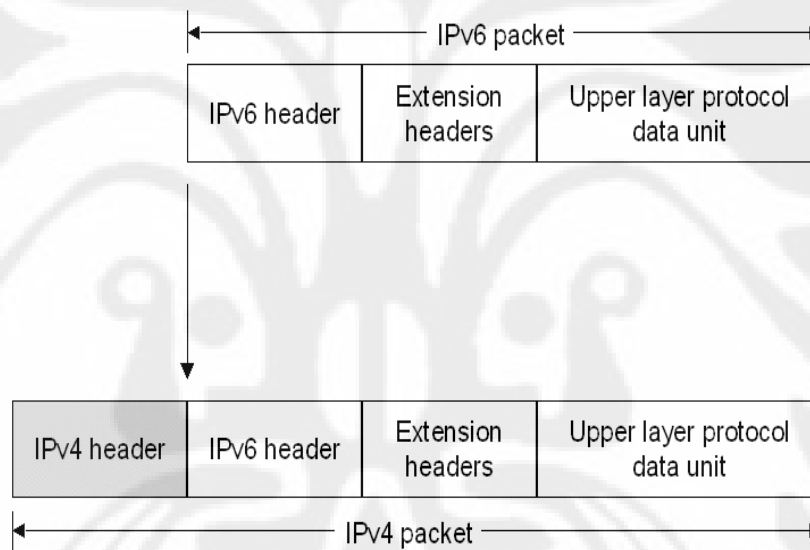 IPv6 packet
IPv6 header
Extension headers
Upper layer protocol data unit
IPv4 header
IPv6 header
Extension headers
Upper layer protocol data unit
IPv4 packet